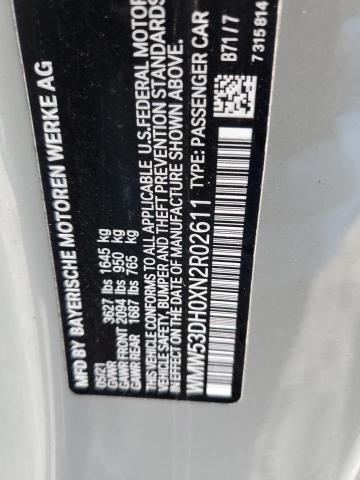 MFD BY BAYERISCHE MOTOREN WERKE AG
09/21
GVWR 3627 lbs 1645 kg
GAWR FRONT 2094 lbs 950 kg
GAWR REAR 1687 lbs 765 kg
THIS VEHICLE CONFORMS TO ALL APPLICABLE U.S. FEDERAL MOTOR
VEHICLE SAFETY, BUMPER, AND THEFT PREVENTION STANDARDS
IN EFFECT ON THE DATE OF MANUFACTURE SHOWN ABOVE.
WMW53DH0XN2R02611 TYPE: PASSENGER CAR
B71 / 7
7 315 814